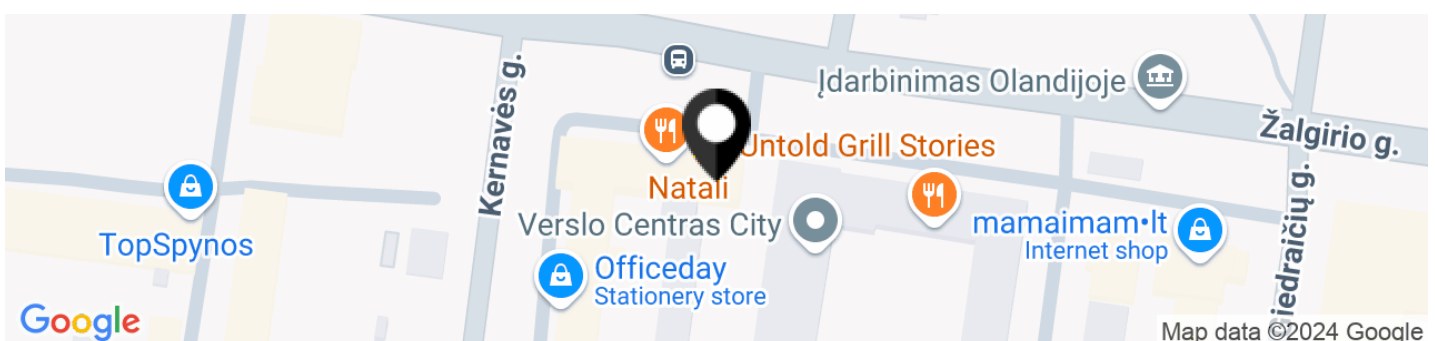 Kernavės g.
Įdarbinimas Olandijoje
Žalgirio g.
Untold Grill Stories
Natali
Verslo Centras City
mamaimam•lt
Internet shop
TopSpynos
Officeday
Stationery store
Giedraičių g.
Google
Map data ©2024 Google